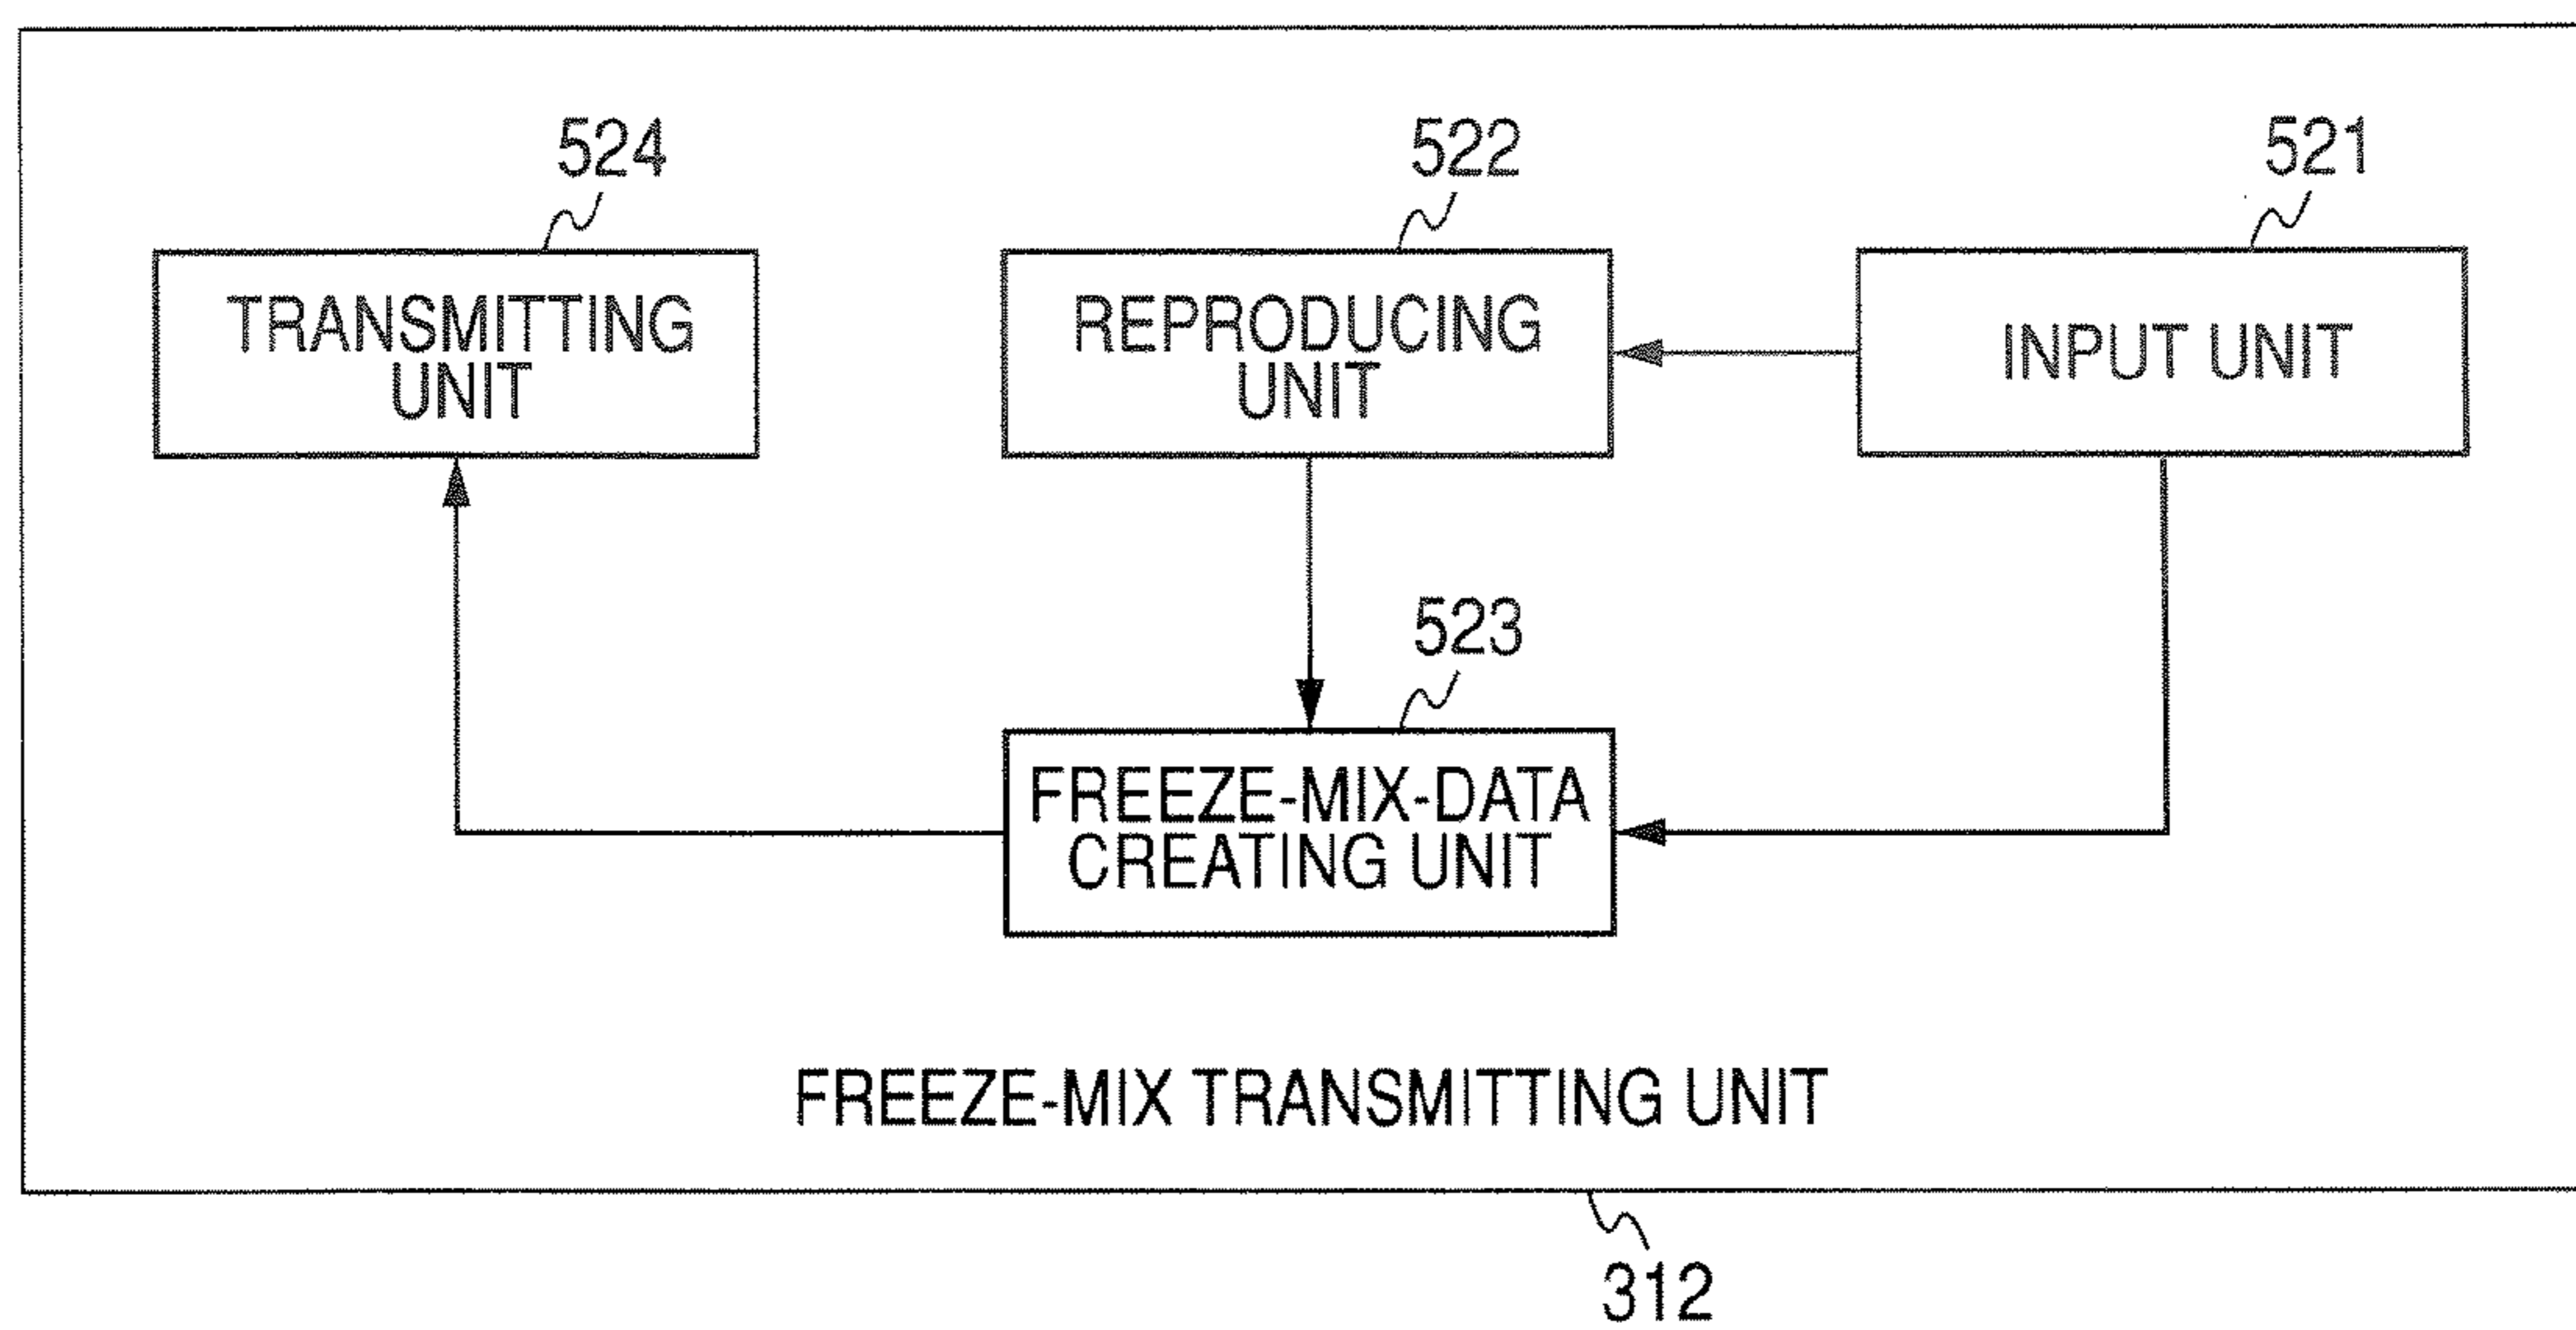 524
522
521
TRANSMITTING
UNIT
REPRODUCING
UNIT
INPUT UNIT
523
FREEZE-MIX-DATA
CREATING UNIT
FREEZE-MIX TRANSMITTING UNIT
312